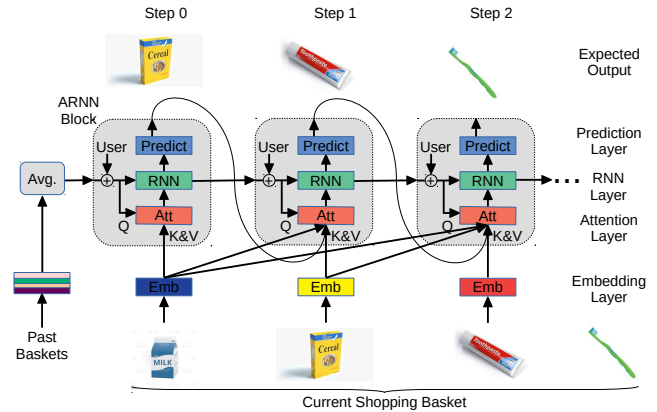 Step 0
Step 1
Step 2
Cereal
Toothpaste
Expected
Output
ARNN
Block
User
Predict
User
Predict
User
Predict
Prediction
Layer
Avg.
RNN
RNN
RNN
...
RNN
Layer
Q
Att
Q
Att
Q
Att
Attention
Layer
K&V
K&V
K&V
Emb
Emb
Emb
Embedding
Layer
Past
Baskets
MILK
Cereal
Toothpaste
Current Shopping Basket